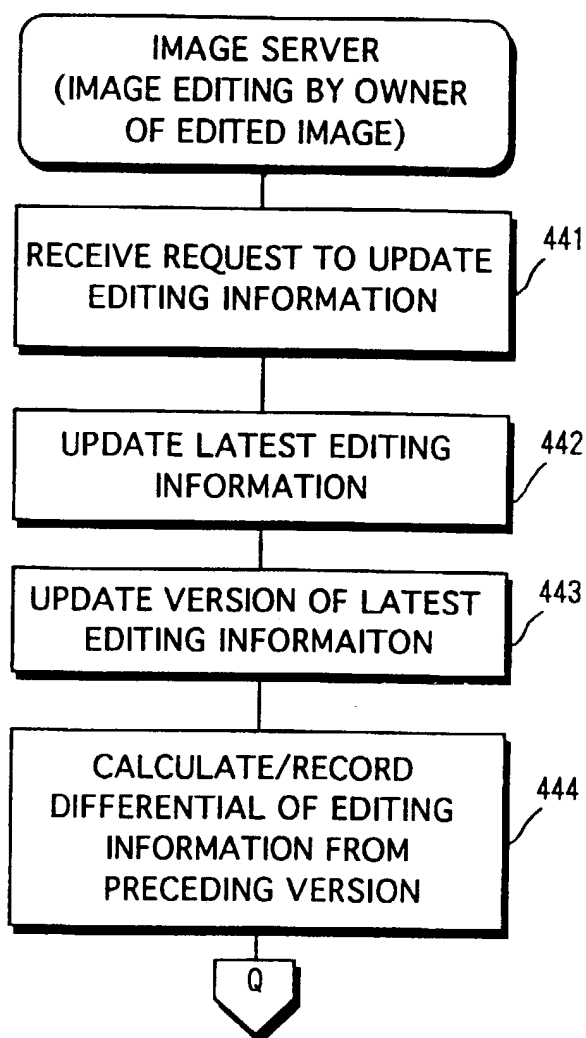 IMAGE SERVER
(IMAGE EDITING BY OWNER
OF EDITED IMAGE)
RECEIVE REQUEST TO UPDATE
EDITING INFORMATION
441
UPDATE LATEST EDITING
INFORMATION
442
UPDATE VERSION OF LATEST
EDITING INFORMAITON
443
CALCULATE/RECORD
DIFFERENTIAL OF EDITING
INFORMATION FROM
PRECEDING VERSION
444
Q